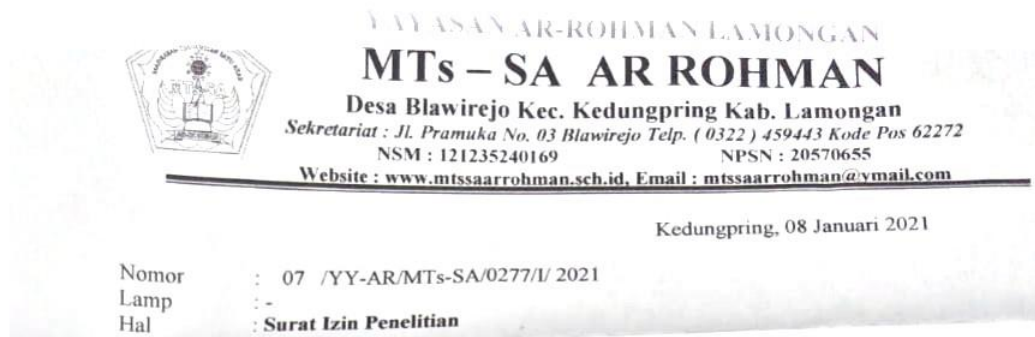 YAYASAN AR-ROHMAN LAMONGAN
MTs – SA AR ROHMAN
Desa Blawirejo Kec. Kedungpring Kab. Lamongan
Sekretariat : Jl. Pramuka No. 03 Blawirejo Telp. ( 0322 ) 459443 Kode Pos 62272
NSM : 121235240169 NPSN : 20570655
Website : www.mtssaarrohman.sch.id, Email : mtssaarrohman@ymail.com
Kedungpring, 08 Januari 2021
Nomor : 07 /YY-AR/MTs-SA/0277/I/ 2021
Lamp : -
Hal : Surat Izin Penelitian